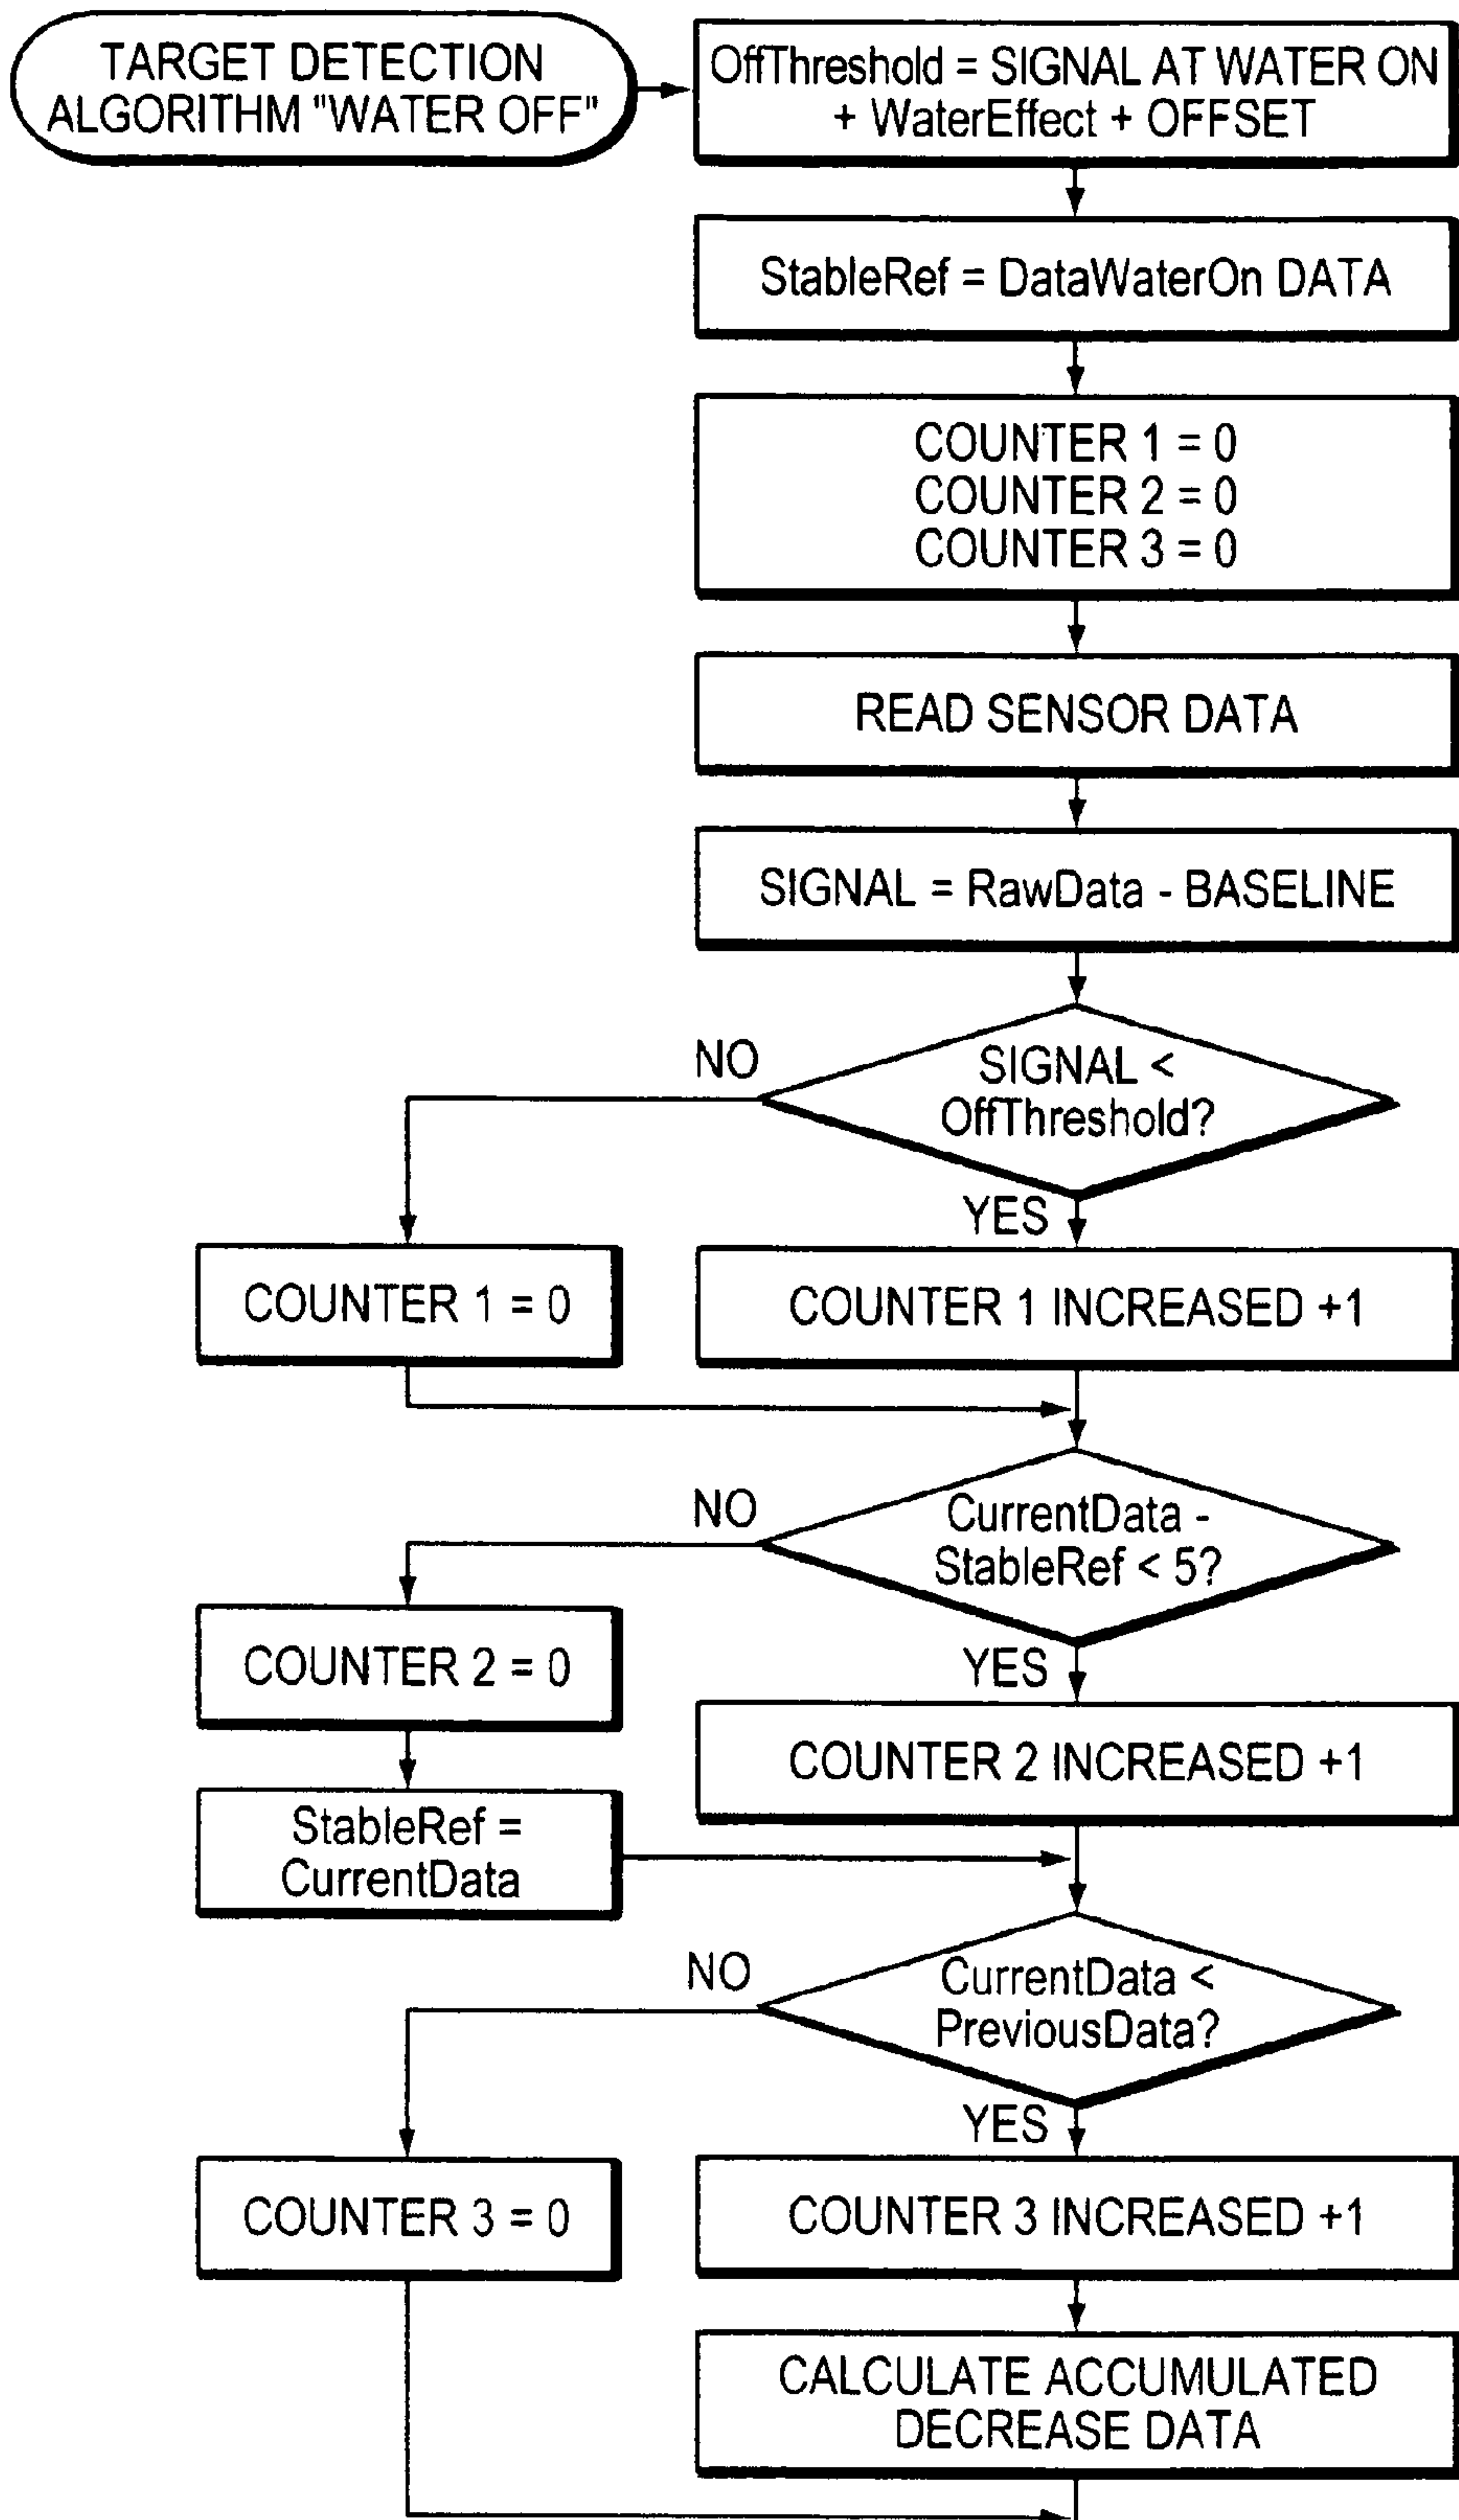 TARGET DETECTION
ALGORITHM "WATER OFF"
OffThreshold = SIGNAL AT WATER ON
+ WaterEffect + OFFSET
StableRef = DataWaterOn DATA
COUNTER 1 = 0
COUNTER 2 = 0
COUNTER 3 = 0
READ SENSOR DATA
SIGNAL = RawData - BASELINE
SIGNAL <
OffThreshold?
NO
YES
COUNTER 1 = 0
COUNTER 1 INCREASED +1
CurrentData -
StableRef < 5?
NO
YES
COUNTER 2 = 0
COUNTER 2 INCREASED +1
StableRef =
CurrentData
CurrentData <
PreviousData?
NO
YES
COUNTER 3 = 0
COUNTER 3 INCREASED +1
CALCULATE ACCUMULATED
DECREASE DATA